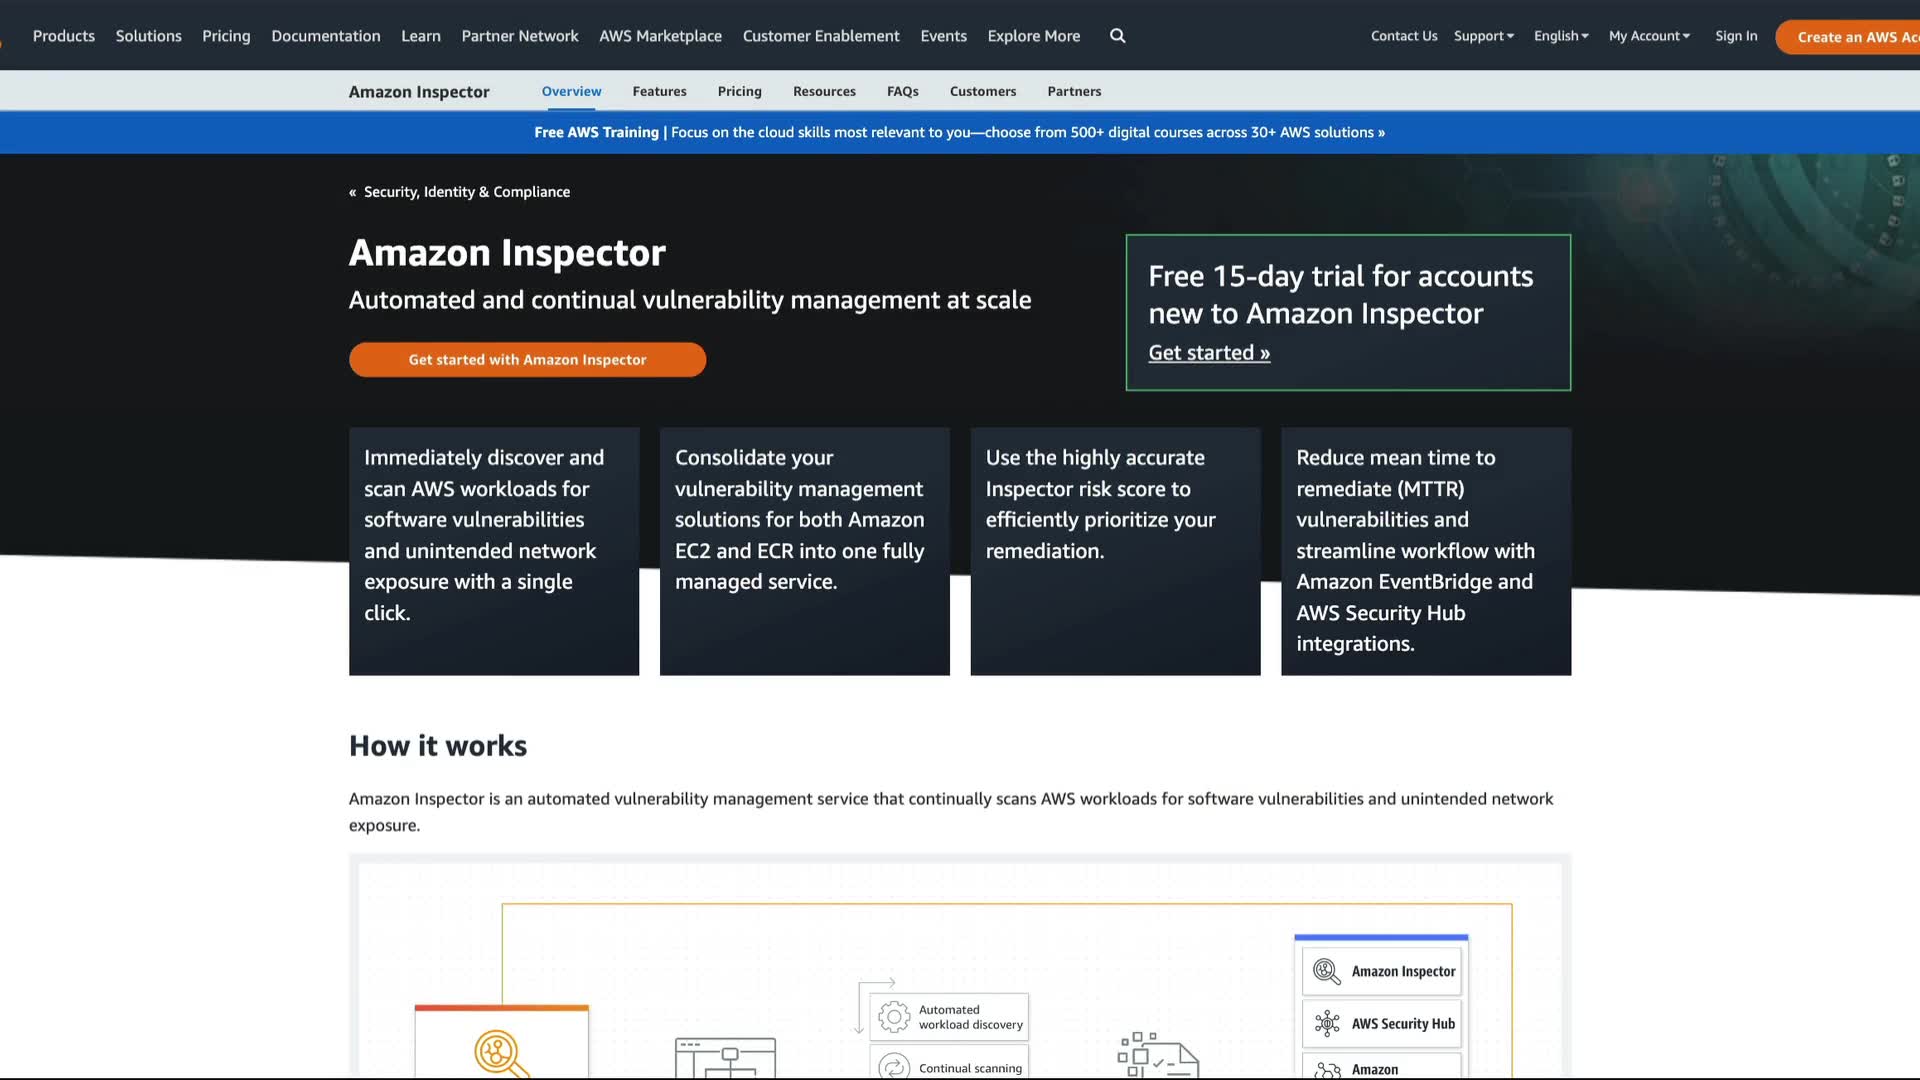 Products Solutions Pricing Documentation Learn Partner Network AWS Marketplace Customer Enablement Events Explore More
Contact Us Support English My Account Sign In Create an AWS Acc
Amazon Inspector Overview Features Pricing Resources FAQs Customers Partners
Free AWS Training | Focus on the cloud skills most relevant to you—choose from 500+ digital courses across 30+ AWS solutions »
« Security, Identity & Compliance
Amazon Inspector
Automated and continual vulnerability management at scale
Get started with Amazon Inspector
Free 15-day trial for accounts
new to Amazon Inspector
Get started »
Immediately discover and
scan AWS workloads for
software vulnerabilities
and unintended network
exposure with a single
click.
Consolidate your
vulnerability management
solutions for both Amazon
EC2 and ECR into one fully
managed service.
Use the highly accurate
Inspector risk score to
efficiently prioritize your
remediation.
Reduce mean time to
remediate (MTTR)
vulnerabilities and
streamline workflow with
Amazon EventBridge and
AWS Security Hub
integrations.
How it works
Amazon Inspector is an automated vulnerability management service that continually scans AWS workloads for software vulnerabilities and unintended network
exposure.
Automated
workload discovery
Continual scanning
Amazon Inspector
AWS Security Hub
Amazon